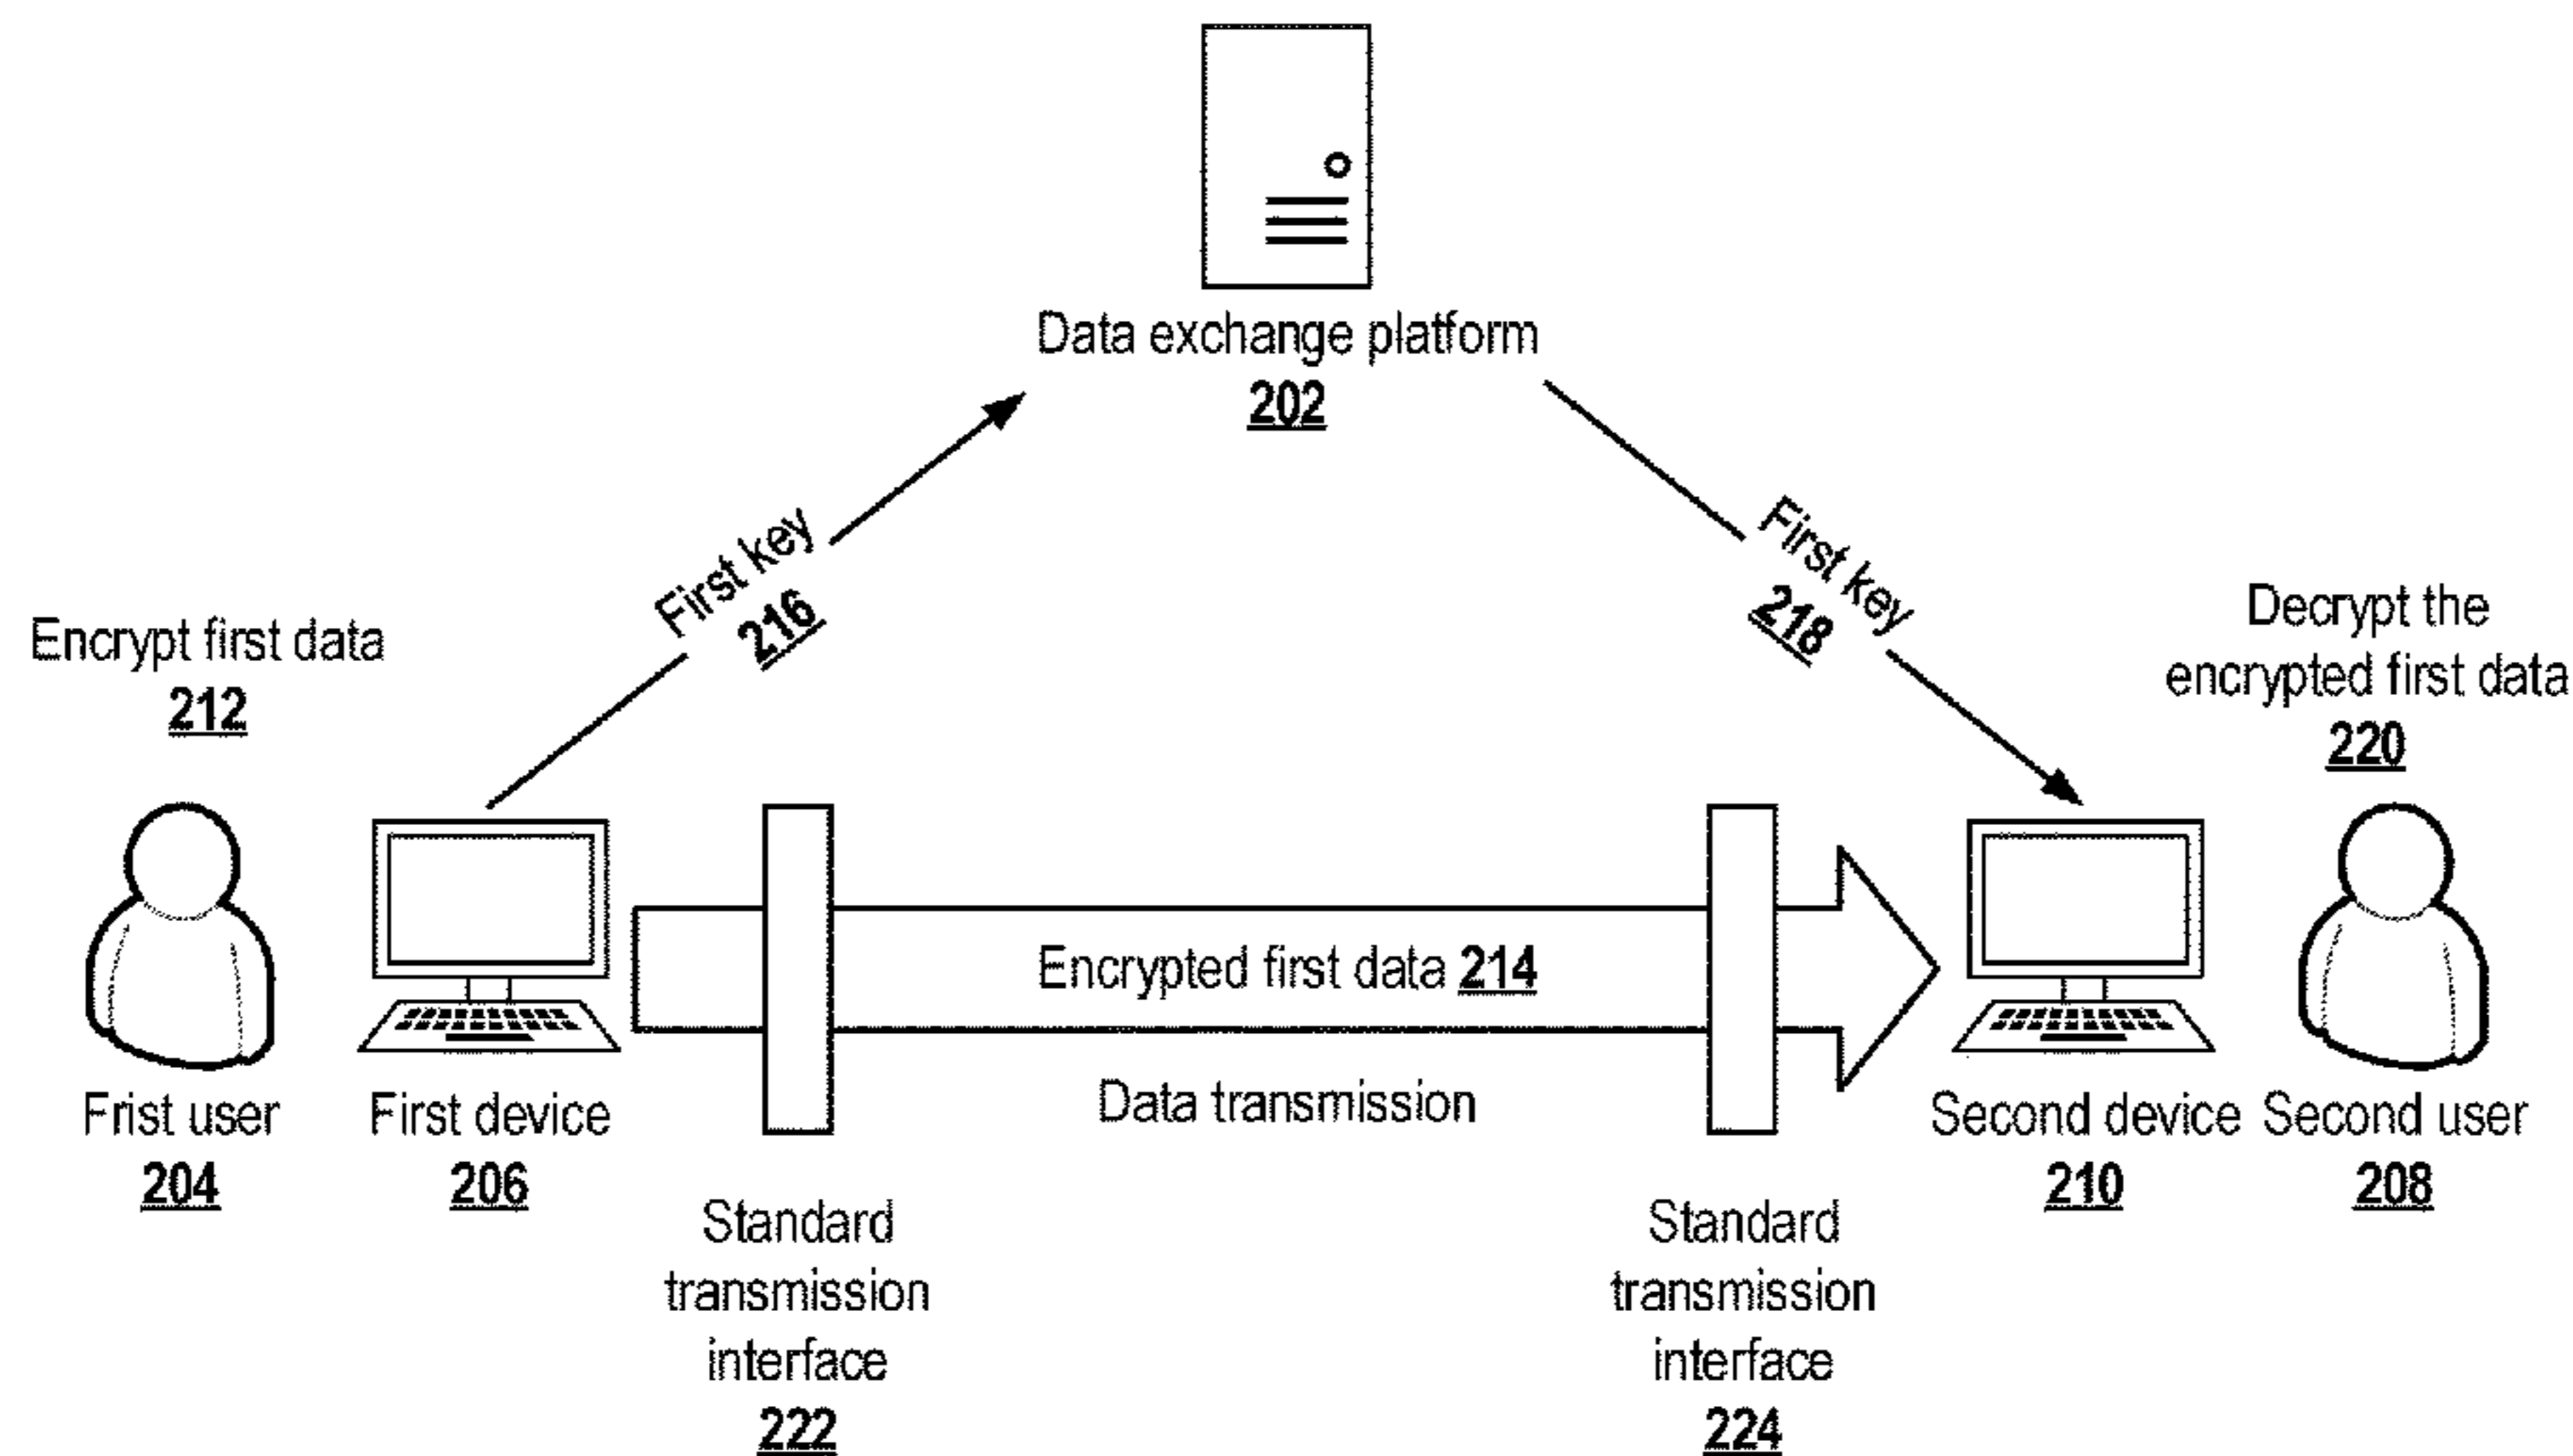 Data exchange platform
202
First key
216
First key
218
Encrypt first data
212
Decrypt the
encrypted first data
220
Encrypted first data 214
Data transmission
Frist user
204
First device
206
Second device
210
Second user
208
Standard
transmission
interface
222
Standard
transmission
interface
224